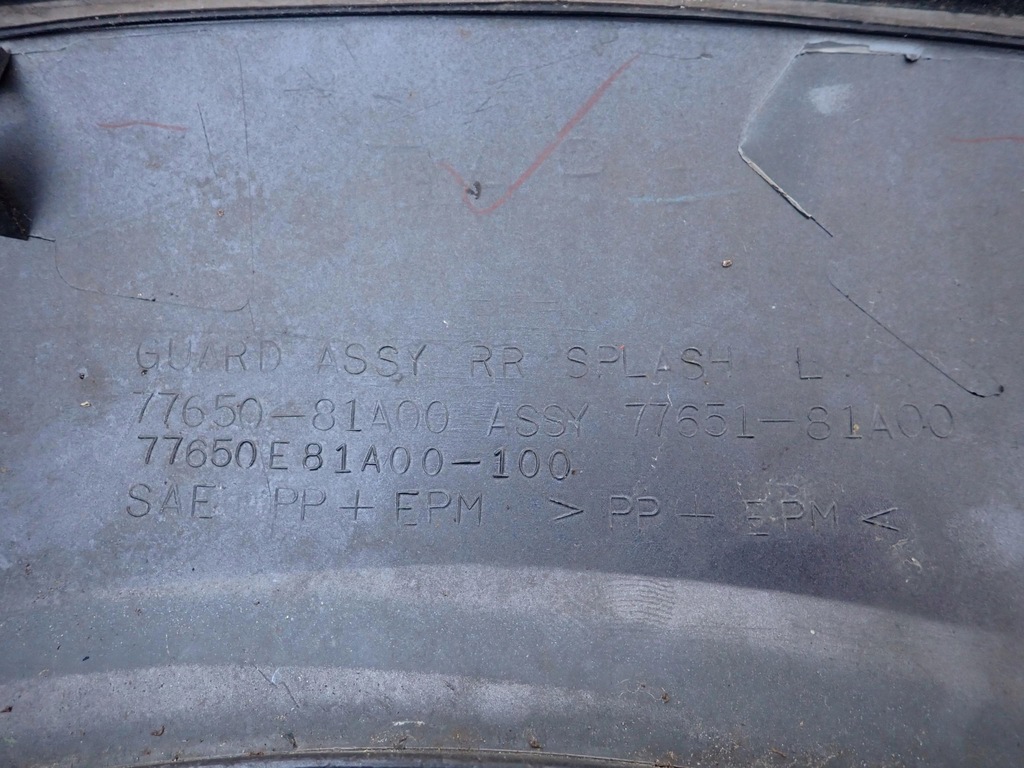 GUARD ASSY RR SPLASH L
77650-81A00 ASSY 77651-81A00
77650E81A00-100
SAE PP+EPM >PP+EPM<